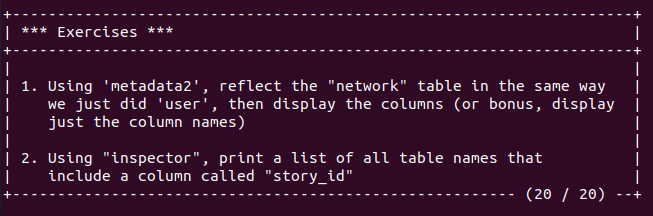 *** Exercises ***
1. Using 'metadata2', reflect the "network" table in the same way
we just did 'user', then display the columns (or bonus, display
just the column names)
2. Using "inspector", print a list of all table names that
include a column called "story_id"
(20 / 20)